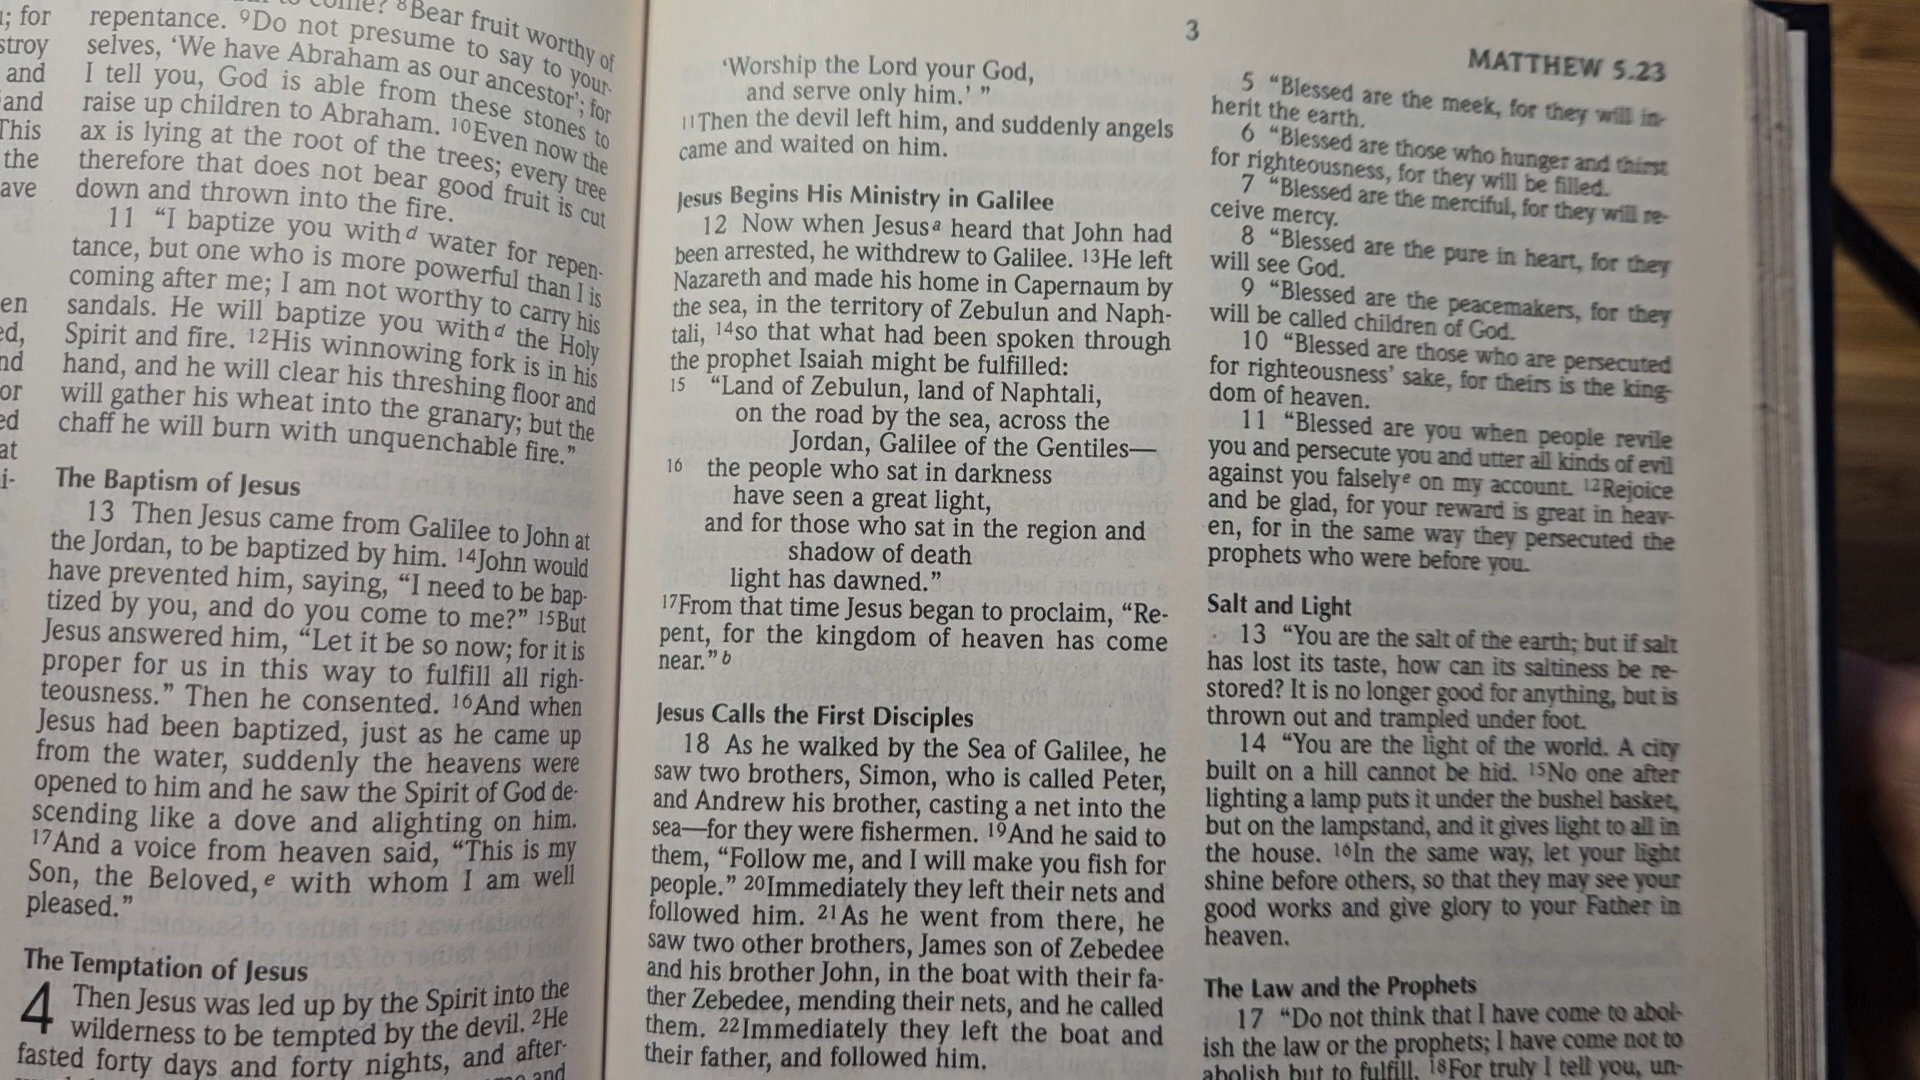 ; for
stroy
and
and
This
the
ave
en
ed,
nd
or
ed
at
i-
to come? 8Bear fruit worthy of
repentance. 9Do not presume to say to your-
selves, ‘We have Abraham as our ancestor’; for
I tell you, God is able from these stones to
raise up children to Abraham. 10Even now the
ax is lying at the root of the trees; every tree
therefore that does not bear good fruit is cut
down and thrown into the fire.
11 “I baptize you with d water for repen-
tance, but one who is more powerful than I is
coming after me; I am not worthy to carry his
sandals. He will baptize you with d the Holy
Spirit and fire. 12His winnowing fork is in his
hand, and he will clear his threshing floor and
will gather his wheat into the granary; but the
chaff he will burn with unquenchable fire.”
The Baptism of Jesus
13 Then Jesus came from Galilee to John at
the Jordan, to be baptized by him. 14John would
have prevented him, saying, “I need to be bap-
tized by you, and do you come to me?” 15But
Jesus answered him, “Let it be so now; for it is
proper for us in this way to fulfill all righ-
teousness.” Then he consented. 16And when
Jesus had been baptized, just as he came up
from the water, suddenly the heavens were
opened to him and he saw the Spirit of God de-
scending like a dove and alighting on him.
17And a voice from heaven said, “This is my
Son, the Beloved, e with whom I am well
pleased.”
The Temptation of Jesus
4 Then Jesus was led up by the Spirit into the
wilderness to be tempted by the devil. 2He
fasted forty days and forty nights, and after-
and
3
MATTHEW 5.23
‘Worship the Lord your God,
and serve only him.’ ”
11Then the devil left him, and suddenly angels
came and waited on him.
Jesus Begins His Ministry in Galilee
12 Now when Jesus a heard that John had
been arrested, he withdrew to Galilee. 13He left
Nazareth and made his home in Capernaum by
the sea, in the territory of Zebulun and Naph-
tali, 14so that what had been spoken through
the prophet Isaiah might be fulfilled:
15 “Land of Zebulun, land of Naphtali,
on the road by the sea, across the
Jordan, Galilee of the Gentiles—
16 the people who sat in darkness
have seen a great light,
and for those who sat in the region and
shadow of death
light has dawned.”
17From that time Jesus began to proclaim, “Re-
pent, for the kingdom of heaven has come
near.” b
Jesus Calls the First Disciples
18 As he walked by the Sea of Galilee, he
saw two brothers, Simon, who is called Peter,
and Andrew his brother, casting a net into the
sea—for they were fishermen. 19And he said to
them, “Follow me, and I will make you fish for
people.” 20Immediately they left their nets and
followed him. 21As he went from there, he
saw two other brothers, James son of Zebedee
and his brother John, in the boat with their fa-
ther Zebedee, mending their nets, and he called
them. 22Immediately they left the boat and
their father, and followed him.
5 “Blessed are the meek, for they will in-
herit the earth.
6 “Blessed are those who hunger and thirst
for righteousness, for they will be filled.
7 “Blessed are the merciful, for they will re-
ceive mercy.
8 “Blessed are the pure in heart, for they
will see God.
9 “Blessed are the peacemakers, for they
will be called children of God.
10 “Blessed are those who are persecuted
for righteousness’ sake, for theirs is the king-
dom of heaven.
11 “Blessed are you when people revile
you and persecute you and utter all kinds of evil
against you falsely e on my account. 12Rejoice
and be glad, for your reward is great in heav-
en, for in the same way they persecuted the
prophets who were before you.
Salt and Light
13 “You are the salt of the earth; but if salt
has lost its taste, how can its saltiness be re-
stored? It is no longer good for anything, but is
thrown out and trampled under foot.
14 “You are the light of the world. A city
built on a hill cannot be hid. 15No one after
lighting a lamp puts it under the bushel basket,
but on the lampstand, and it gives light to all in
the house. 16In the same way, let your light
shine before others, so that they may see your
good works and give glory to your Father in
heaven.
The Law and the Prophets
17 “Do not think that I have come to abol-
ish the law or the prophets; I have come not to
abolish but to fulfill. 18For truly I tell you, un-